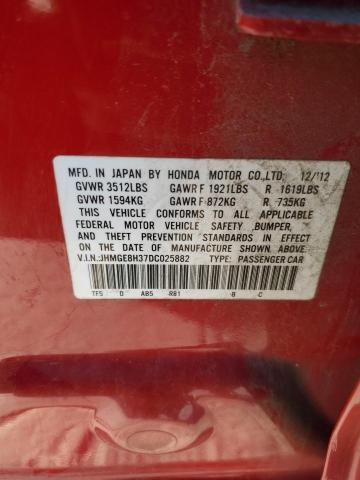 MFD. IN JAPAN BY HONDA MOTOR CO.,LTD. 12/'12
GVWR 3512LBS GAWR F 1921LBS R 1619LBS
GVWR 1594KG GAWR F 872KG R 735KG
THIS VEHICLE CONFORMS TO ALL APPLICABLE
FEDERAL MOTOR VEHICLE SAFETY ,BUMPER,
AND THEFT PREVENTION STANDARDS IN EFFECT
ON THE DATE OF MANUFACTURE SHOWN ABOVE.
V.I.N.:JHMGE8H37DC025882 TYPE: PASSENGER CAR
TF5 D AB5 -R81 B C